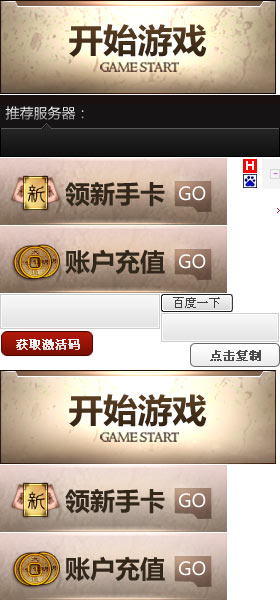 开始游戏
GAME START
推荐服务器：
新 领新手卡 GO
H
账户充值 GO
百度一下
获取激活码
点击复制
开始游戏
GAME START
新 领新手卡 GO
账户充值 GO